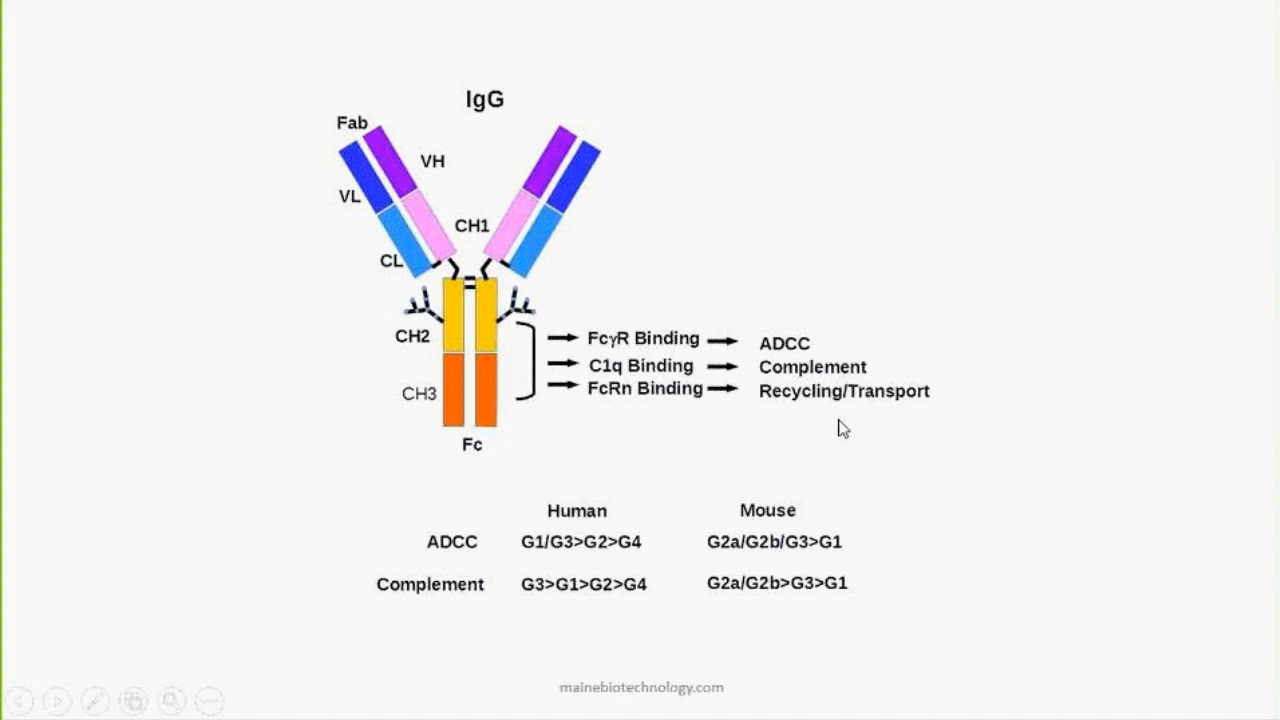 IgG
Fab
VH
VL
CH1
CL
CH2
FcγR Binding
ADCC
C1q Binding
Complement
CH3
FcRn Binding
Recycling/Transport
Fc
Human
Mouse
ADCC
G1/G3>G2>G4
G2a/G2b/G3>G1
Complement
G3>G1>G2>G4
G2a/G2b>G3>G1
mainebiotechnology.com